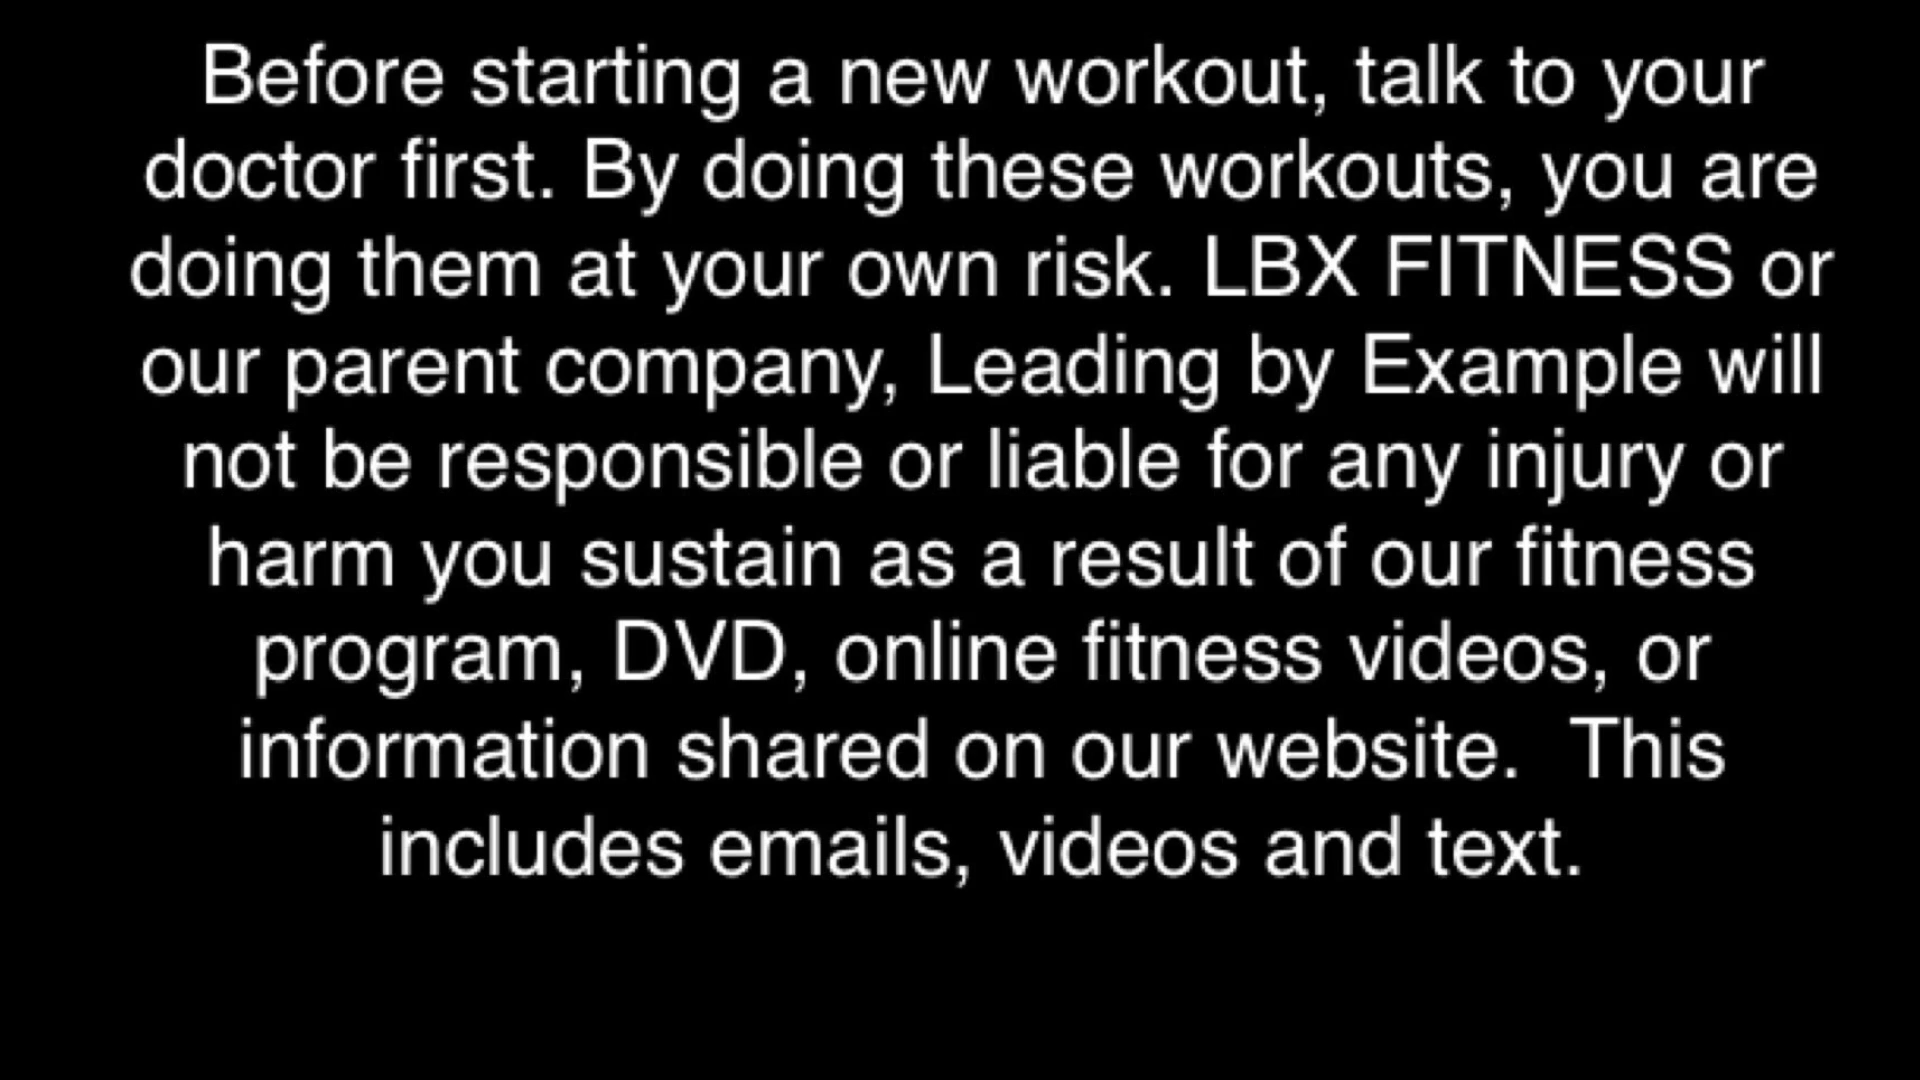 Before starting a new workout, talk to your
doctor first. By doing these workouts, you are
doing them at your own risk. LBX FITNESS or
our parent company, Leading by Example will
not be responsible or liable for any injury or
harm you sustain as a result of our fitness
program, DVD, online fitness videos, or
information shared on our website.  This
includes emails, videos and text.